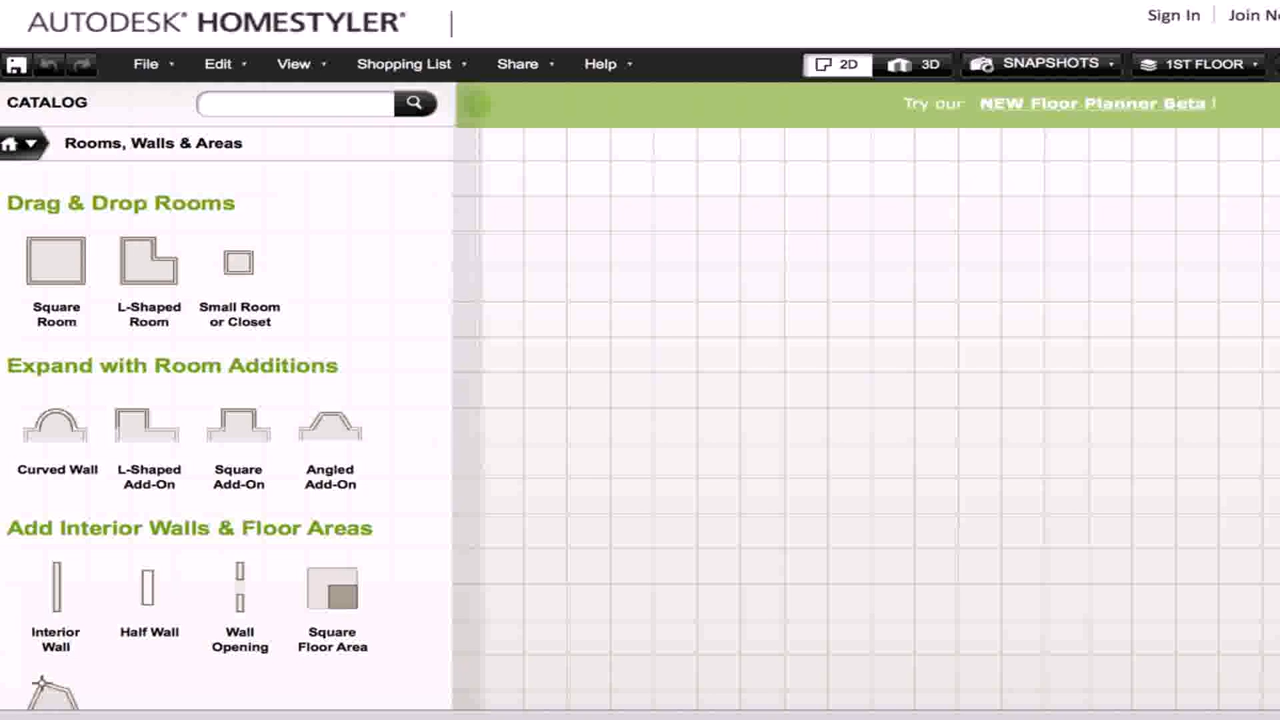 AUTODESK® HOMESTYLER®
Sign In
Join N
File
Edit
View
Shopping List
Share
Help
2D
3D
SNAPSHOTS
1ST FLOOR
CATALOG
Try our NEW Floor Planner Beta !
Rooms, Walls & Areas
Drag & Drop Rooms
Square
Room
L-Shaped
Room
Small Room
or Closet
Expand with Room Additions
Curved Wall
L-Shaped
Add-On
Square
Add-On
Angled
Add-On
Add Interior Walls & Floor Areas
Interior
Wall
Half Wall
Wall
Opening
Square
Floor Area